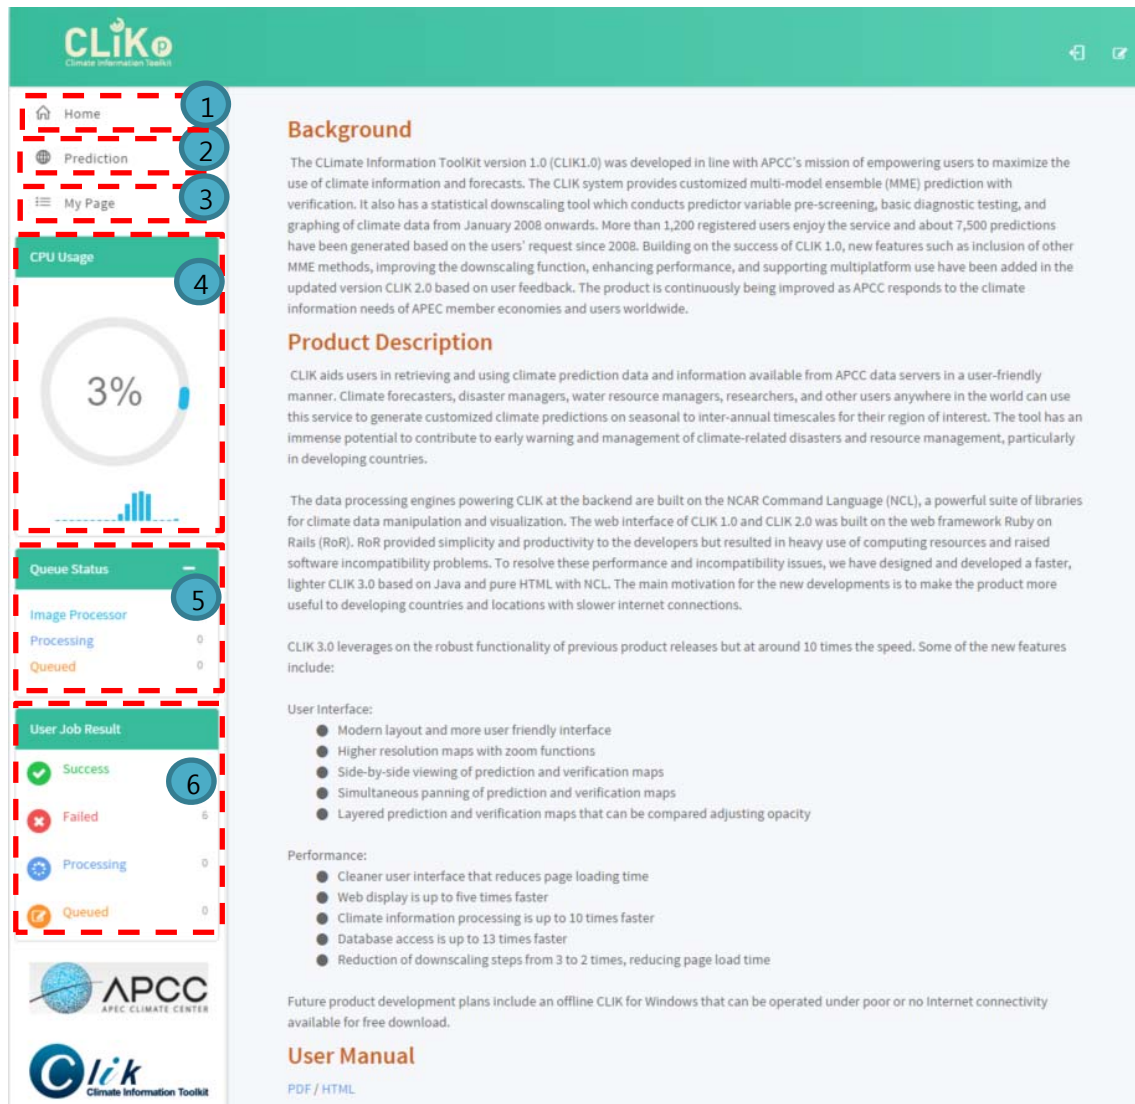 CLiK p
Climate Information Toolkit
Home
1
Prediction
2
My Page
3
CPU Usage
4
3%
Queue Status
5
Image Processor
Processing 0
Queued 0
User Job Result
Success
6
Failed 6
Processing 0
Queued 0
APCC
APEC CLIMATE CENTER
Clik
Climate Information Toolkit
Background
The CLimate Information ToolKit version 1.0 (CLIK1.0) was developed in line with APCC's mission of empowering users to maximize the
use of climate information and forecasts. The CLIK system provides customized multi-model ensemble (MME) prediction with
verification. It also has a statistical downscaling tool which conducts predictor variable pre-screening, basic diagnostic testing, and
graphing of climate data from January 2008 onwards. More than 1,200 registered users enjoy the service and about 7,500 predictions
have been generated based on the users' request since 2008. Building on the success of CLIK 1.0, new features such as inclusion of other
MME methods, improving the downscaling function, enhancing performance, and supporting multiplatform use have been added in the
updated version CLIK 2.0 based on user feedback. The product is continuously being improved as APCC responds to the climate
information needs of APEC member economies and users worldwide.
Product Description
CLIK aids users in retrieving and using climate prediction data and information available from APCC data servers in a user-friendly
manner. Climate forecasters, disaster managers, water resource managers, researchers, and other users anywhere in the world can use
this service to generate customized climate predictions on seasonal to inter-annual timescales for their region of interest. The tool has an
immense potential to contribute to early warning and management of climate-related disasters and resource management, particularly
in developing countries.
The data processing engines powering CLIK at the backend are built on the NCAR Command Language (NCL), a powerful suite of libraries
for climate data manipulation and visualization. The web interface of CLIK 1.0 and CLIK 2.0 was built on the web framework Ruby on
Rails (RoR). RoR provided simplicity and productivity to the developers but resulted in heavy use of computing resources and raised
software incompatibility problems. To resolve these performance and incompatibility issues, we have designed and developed a faster,
lighter CLIK 3.0 based on Java and pure HTML with NCL. The main motivation for the new developments is to make the product more
useful to developing countries and locations with slower internet connections.
CLIK 3.0 leverages on the robust functionality of previous product releases but at around 10 times the speed. Some of the new features
include:
User Interface:
● Modern layout and more user friendly interface
● Higher resolution maps with zoom functions
● Side-by-side viewing of prediction and verification maps
● Simultaneous panning of prediction and verification maps
● Layered prediction and verification maps that can be compared adjusting opacity
Performance:
● Cleaner user interface that reduces page loading time
● Web display is up to five times faster
● Climate information processing is up to 10 times faster
● Database access is up to 13 times faster
● Reduction of downscaling steps from 3 to 2 times, reducing page load time
Future product development plans include an offline CLIK for Windows that can be operated under poor or no Internet connectivity
available for free download.
User Manual
PDF / HTML